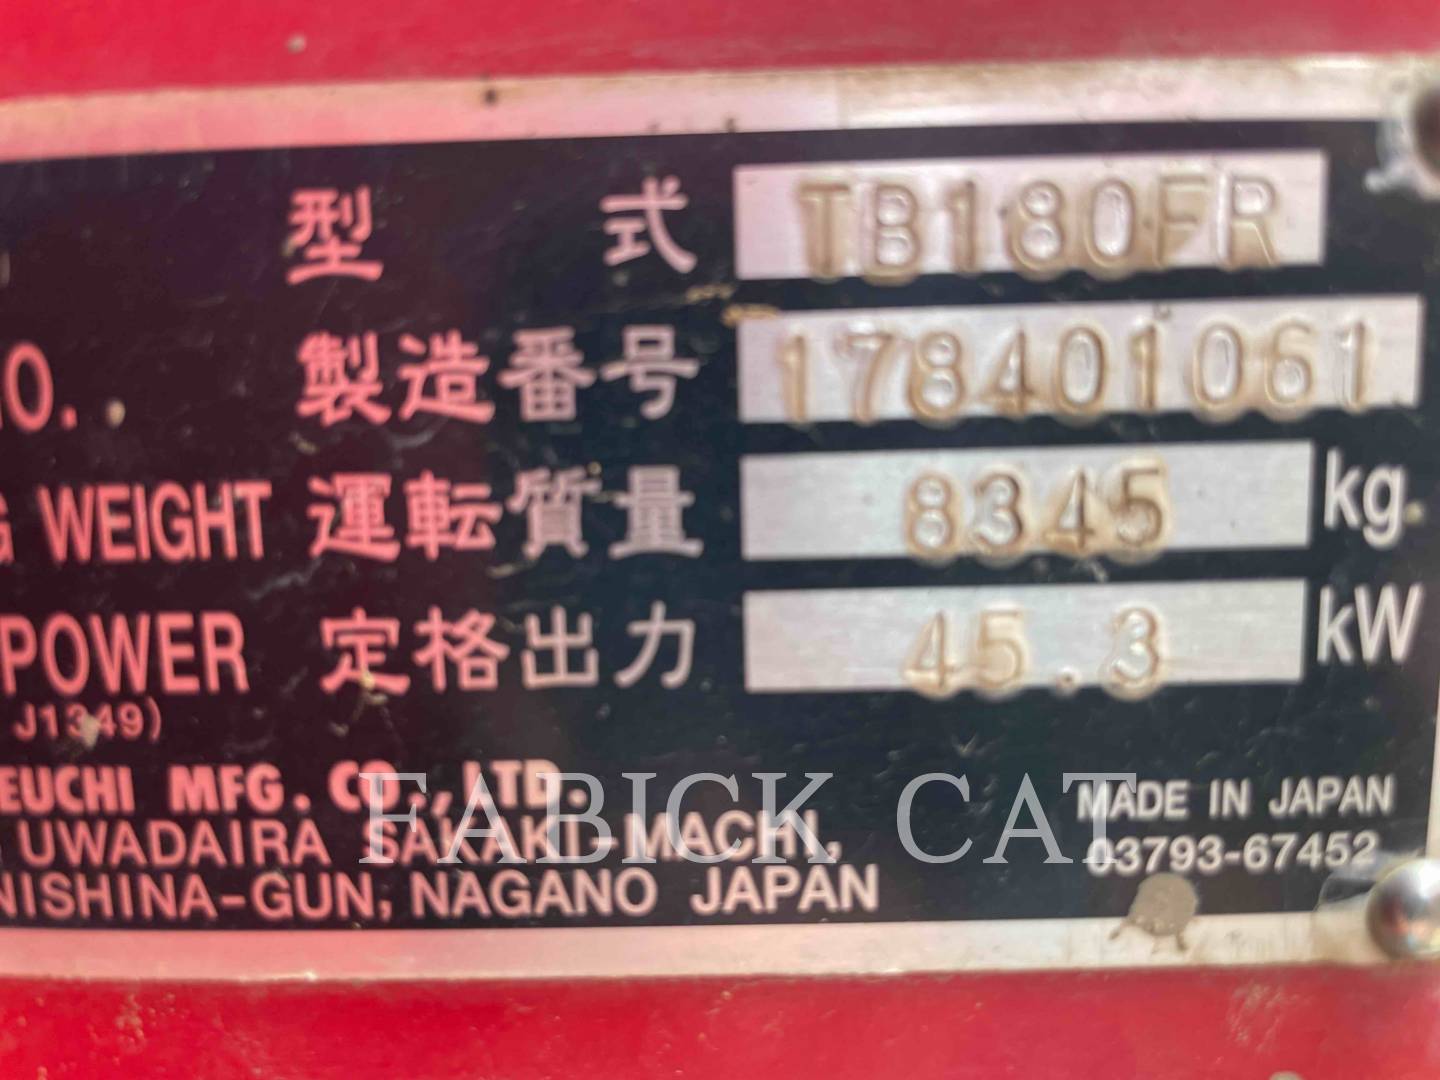 型 式 TB180FR
NO. 製造番号 178401061
G WEIGHT 運転質量 8345 kg
POWER 定格出力 45.3 kW
J1349)
EUCHI MFG. CO., LTD.
UWADAIRA SAKAKI-MACHI,
NISHINA-GUN, NAGANO JAPAN
MADE IN JAPAN
03793-67452
FABICK CAT